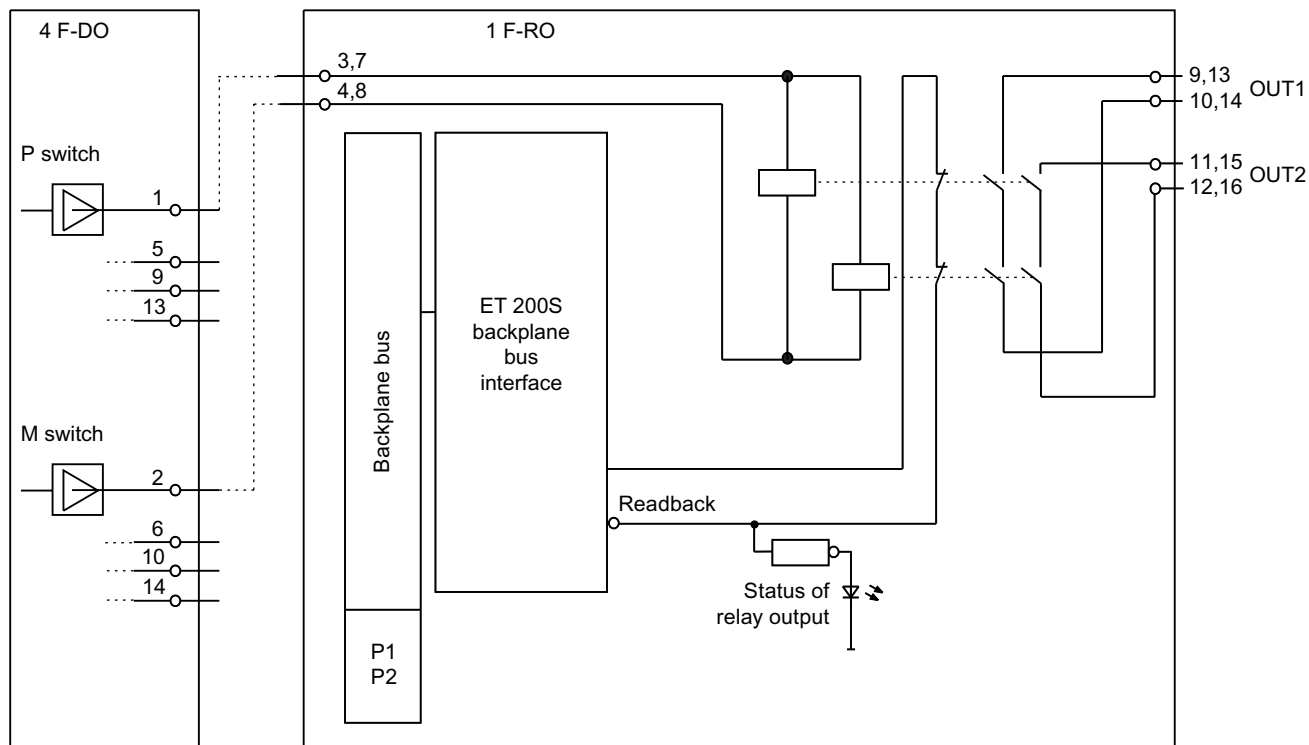 4 F-DO
1 F-RO
3,7
4,8
9,13
10,14
OUT1
11,15
12,16
OUT2
P switch
1
5
9
13
M switch
2
6
10
14
Backplane bus
P1
P2
ET 200S
backplane
bus
interface
Readback
Status of
relay output